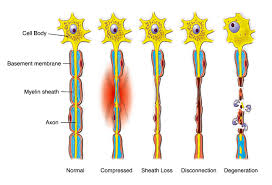 Cell Body
Basement membrane
Myelin sheath
Axon
Normal
Compressed
Sheath Loss
Disconnection
Degeneration